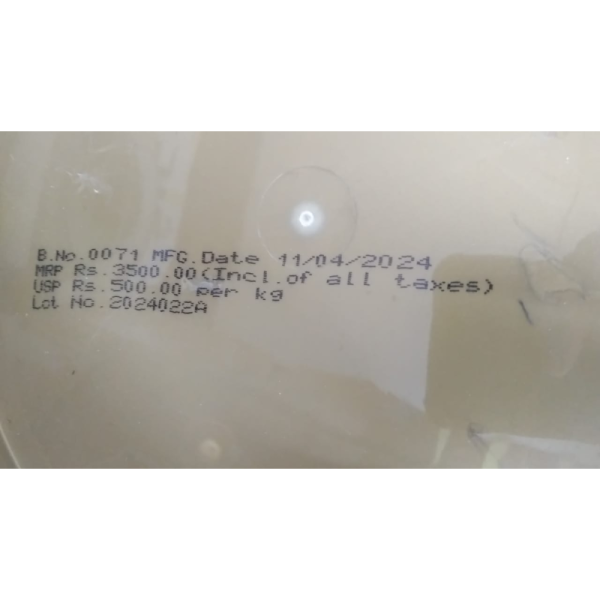 B.No.0071 MFG.Date 11/04/2024
MRP Rs.3500.00(Incl.of all taxes)
USP Rs.500.00 per kg
Lot No.2024022A